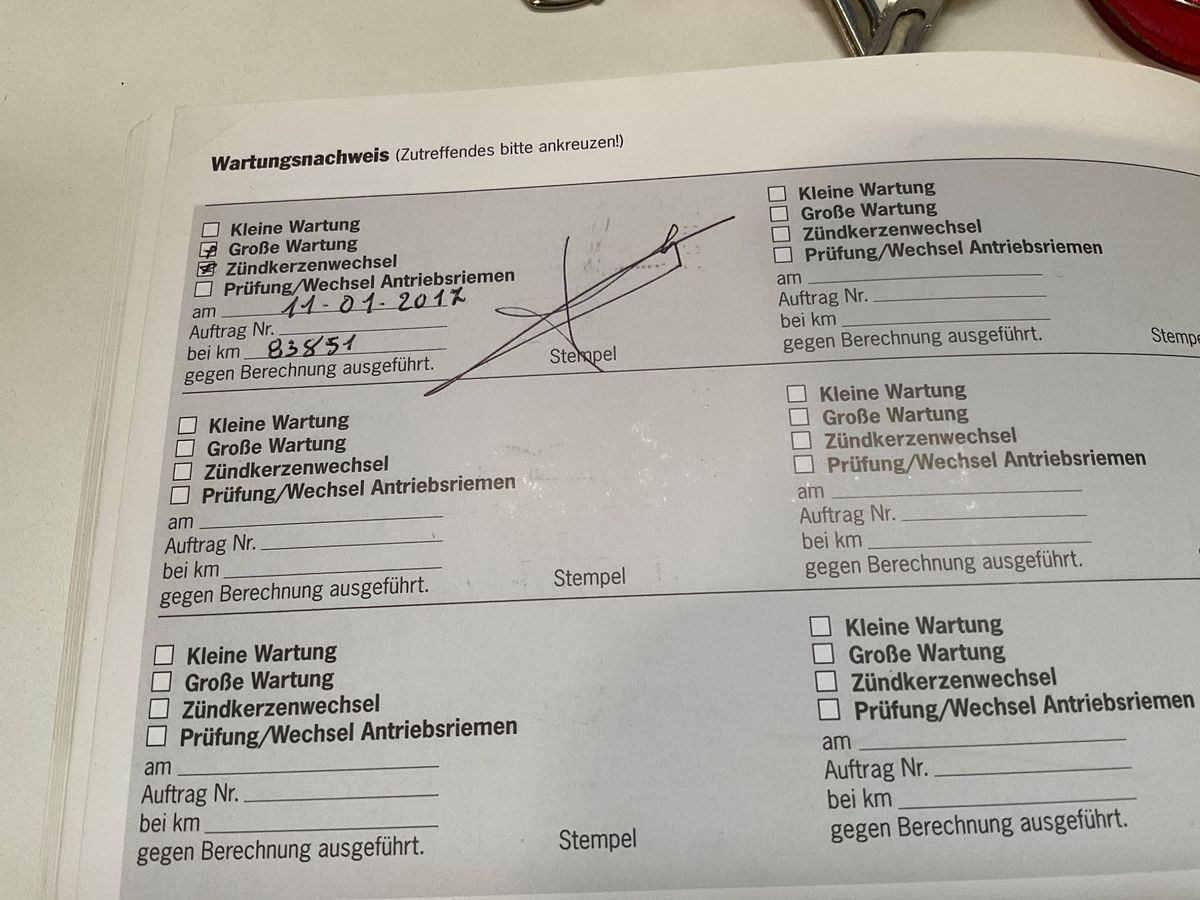 Wartungsnachweis (Zutreffendes bitte ankreuzen!)
Kleine Wartung
Große Wartung
Zündkerzenwechsel
Prüfung/Wechsel Antriebsriemen
am 11-01-2017
Auftrag Nr.
bei km 83851
gegen Berechnung ausgeführt.
Stempel
Kleine Wartung
Große Wartung
Zündkerzenwechsel
Prüfung/Wechsel Antriebsriemen
am
Auftrag Nr.
bei km
gegen Berechnung ausgeführt.
Stempe
Kleine Wartung
Große Wartung
Zündkerzenwechsel
Prüfung/Wechsel Antriebsriemen
am
Auftrag Nr.
bei km
gegen Berechnung ausgeführt.
Stempel
Kleine Wartung
Große Wartung
Zündkerzenwechsel
Prüfung/Wechsel Antriebsriemen
am
Auftrag Nr.
bei km
gegen Berechnung ausgeführt.
Kleine Wartung
Große Wartung
Zündkerzenwechsel
Prüfung/Wechsel Antriebsriemen
am
Auftrag Nr.
bei km
gegen Berechnung ausgeführt.
Stempel
Kleine Wartung
Große Wartung
Zündkerzenwechsel
Prüfung/Wechsel Antriebsriemen
am
Auftrag Nr.
bei km
gegen Berechnung ausgeführt.